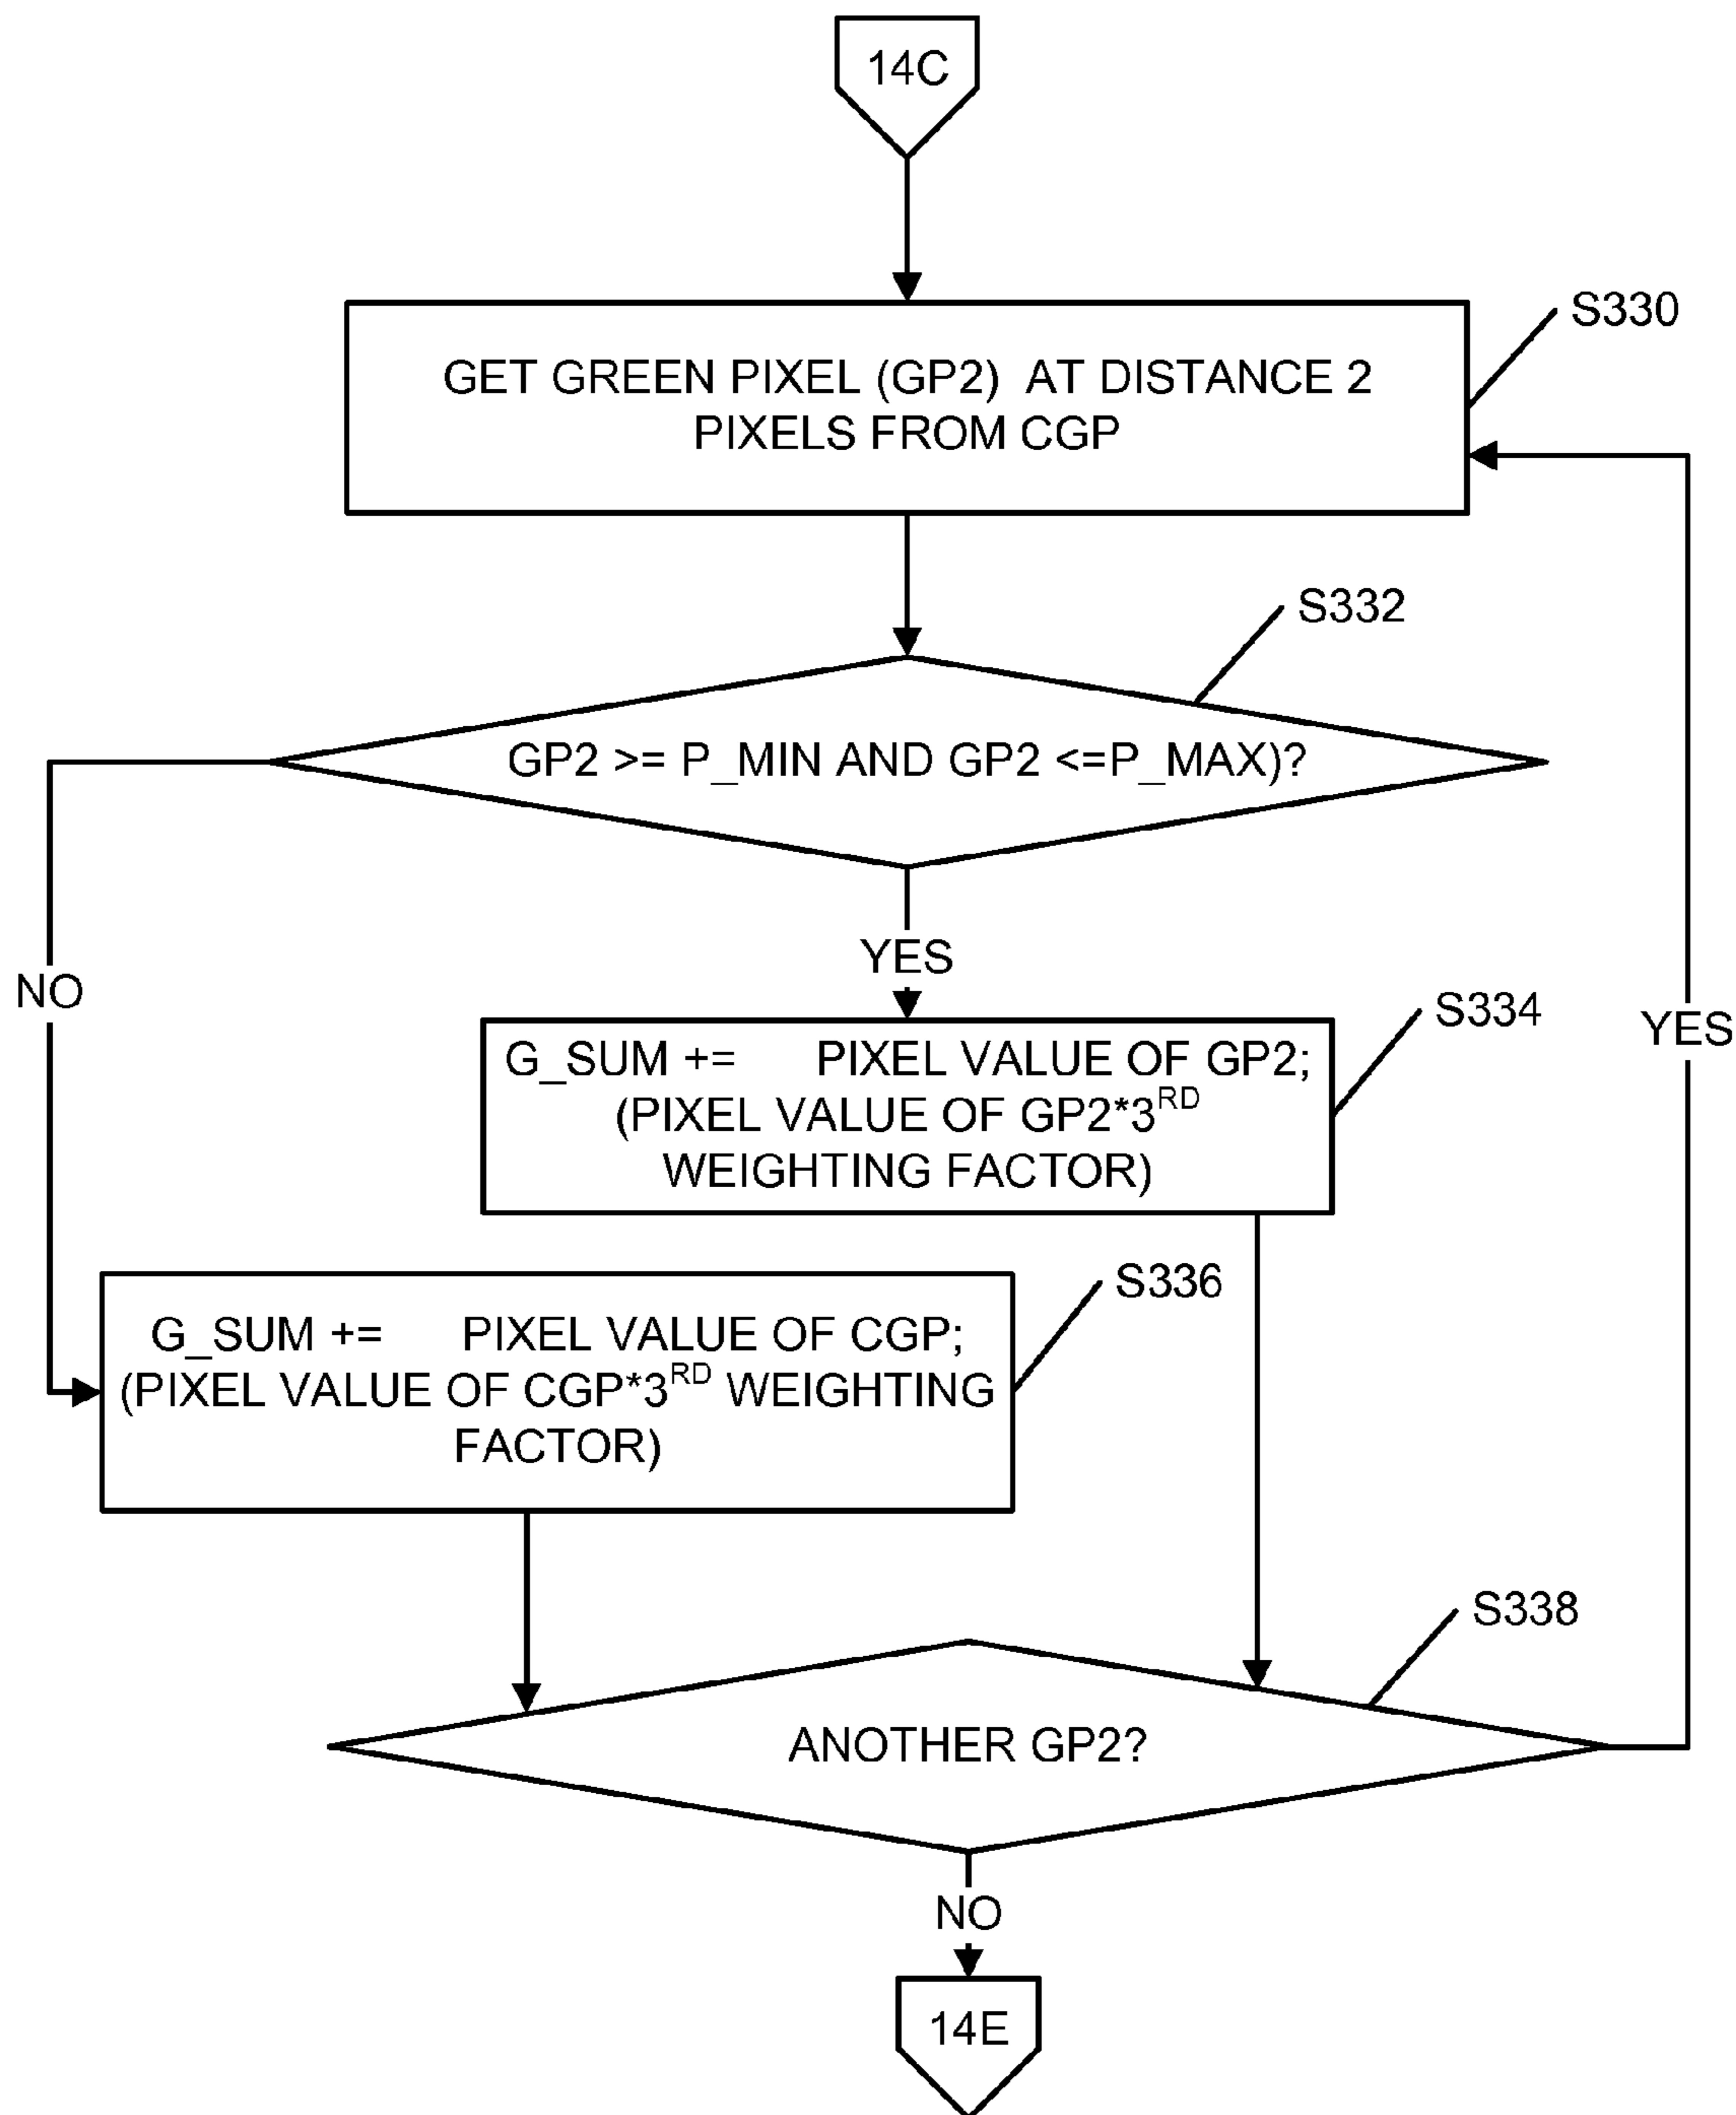 14C
S330
GET GREEN PIXEL (GP2) AT DISTANCE 2
PIXELS FROM CGP
S332
GP2 >= P_MIN AND GP2 <=P_MAX)?
YES
NO
S334
YES
G_SUM += PIXEL VALUE OF GP2;
(PIXEL VALUE OF GP2*3RD
WEIGHTING FACTOR)
S336
G_SUM += PIXEL VALUE OF CGP;
(PIXEL VALUE OF CGP*3RD WEIGHTING
FACTOR)
S338
ANOTHER GP2?
NO
14E